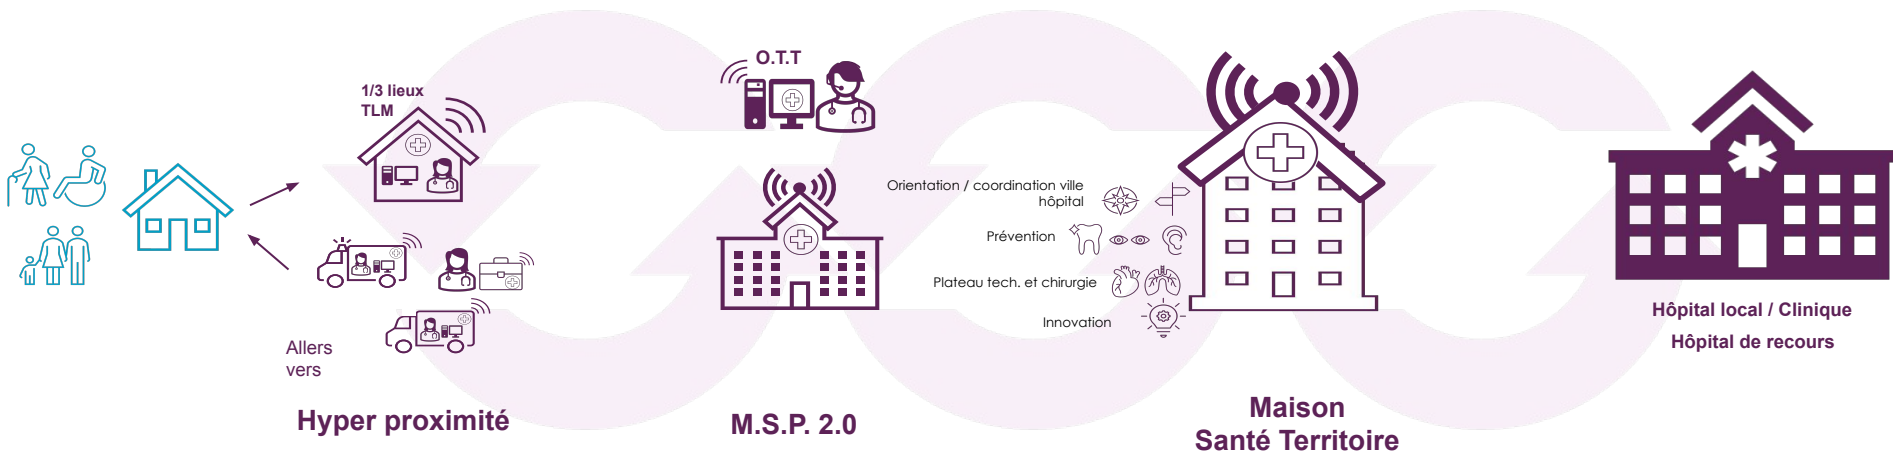 1/3 lieux
TLM
Allers
vers
Hyper proximité
O.T.T
M.S.P. 2.0
Orientation / coordination ville
hôpital
Prévention
Plateau tech. et chirurgie
Innovation
Maison
Santé Territoire
Hôpital local / Clinique
Hôpital de recours